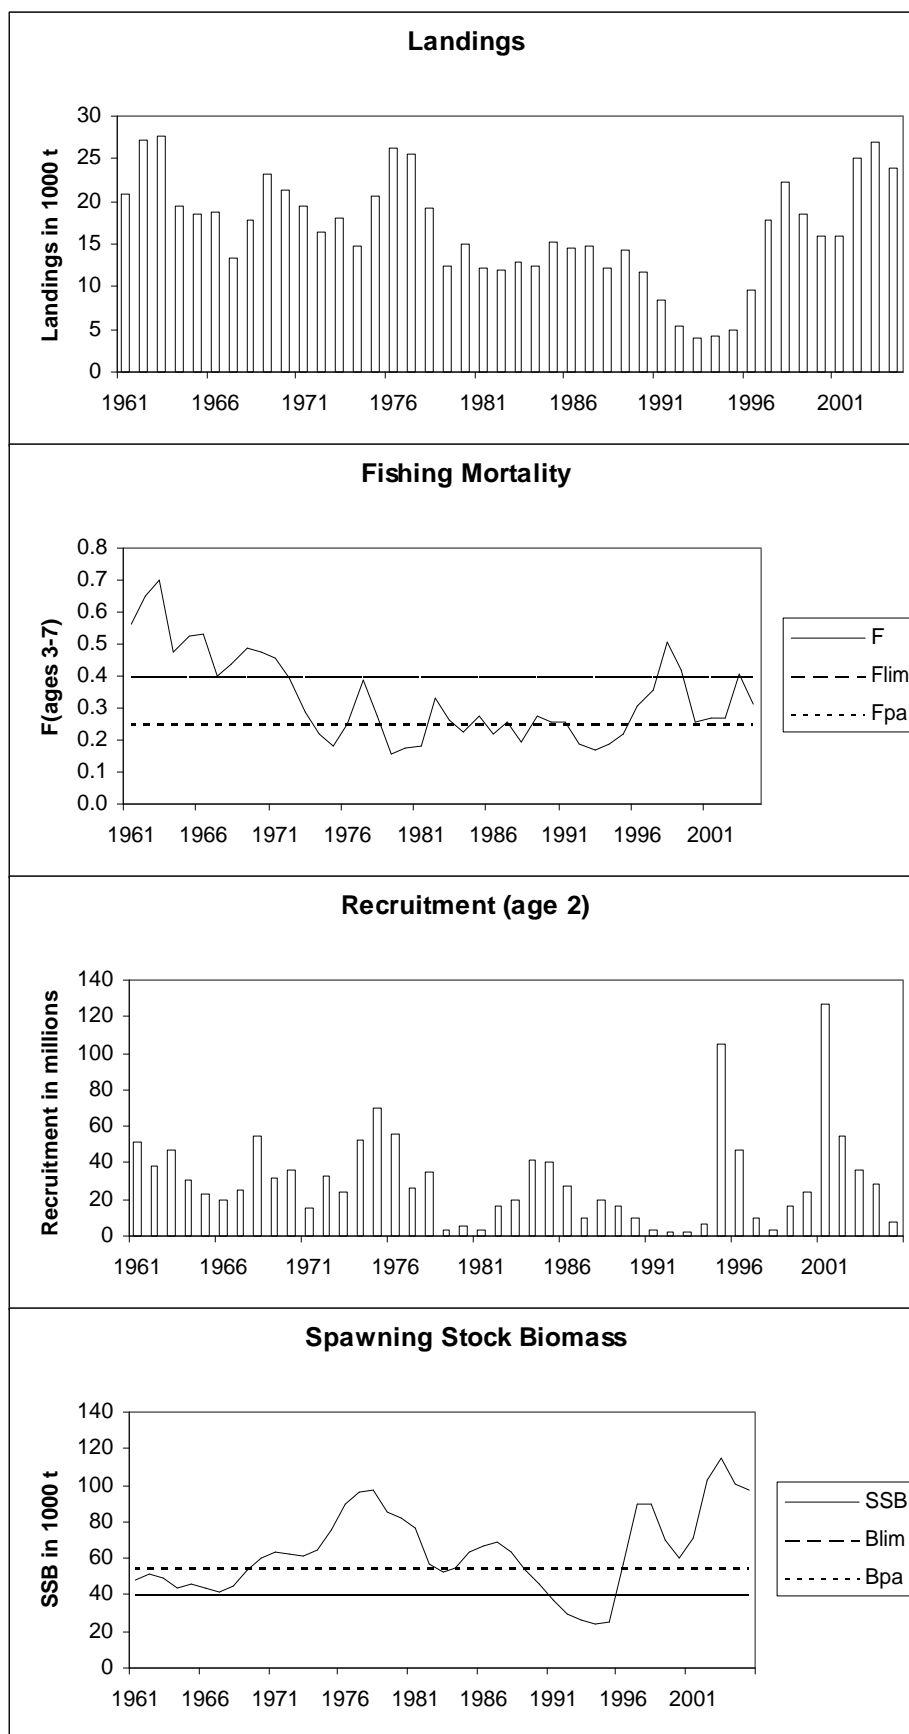 Landings
Landings in 1000 t
30
25
20
15
10
5
0
1961 1966 1971 1976 1981 1986 1991 1996 2001
Fishing Mortality
F(ages 3-7)
0.8
0.7
0.6
0.5
0.4
0.3
0.2
0.1
0.0
1961 1966 1971 1976 1981 1986 1991 1996 2001
F
Flim
Fpa
Recruitment (age 2)
Recruitment in millions
140
120
100
80
60
40
20
0
1961 1966 1971 1976 1981 1986 1991 1996 2001
Spawning Stock Biomass
SSB in 1000 t
140
120
100
80
60
40
20
0
1961 1966 1971 1976 1981 1986 1991 1996 2001
SSB
Blim
Bpa